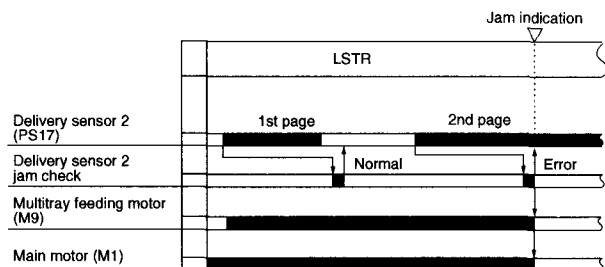 Jam indication
LSTR
Delivery sensor 2
(PS17)
1st page
2nd page
Delivery sensor 2
jam check
Normal
Error
Multitray feeding motor
(M9)
Main motor (M1)